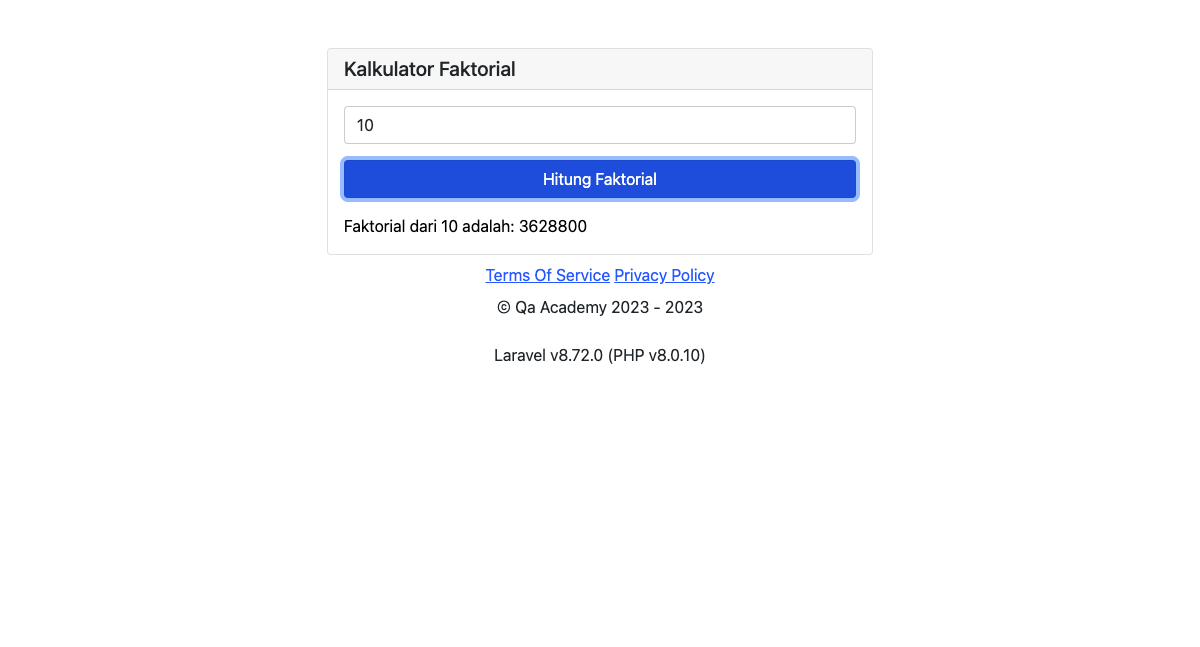 Kalkulator Faktorial
10
Hitung Faktorial
Faktorial dari 10 adalah: 3628800
Terms Of Service Privacy Policy
© Qa Academy 2023 - 2023
Laravel v8.72.0 (PHP v8.0.10)